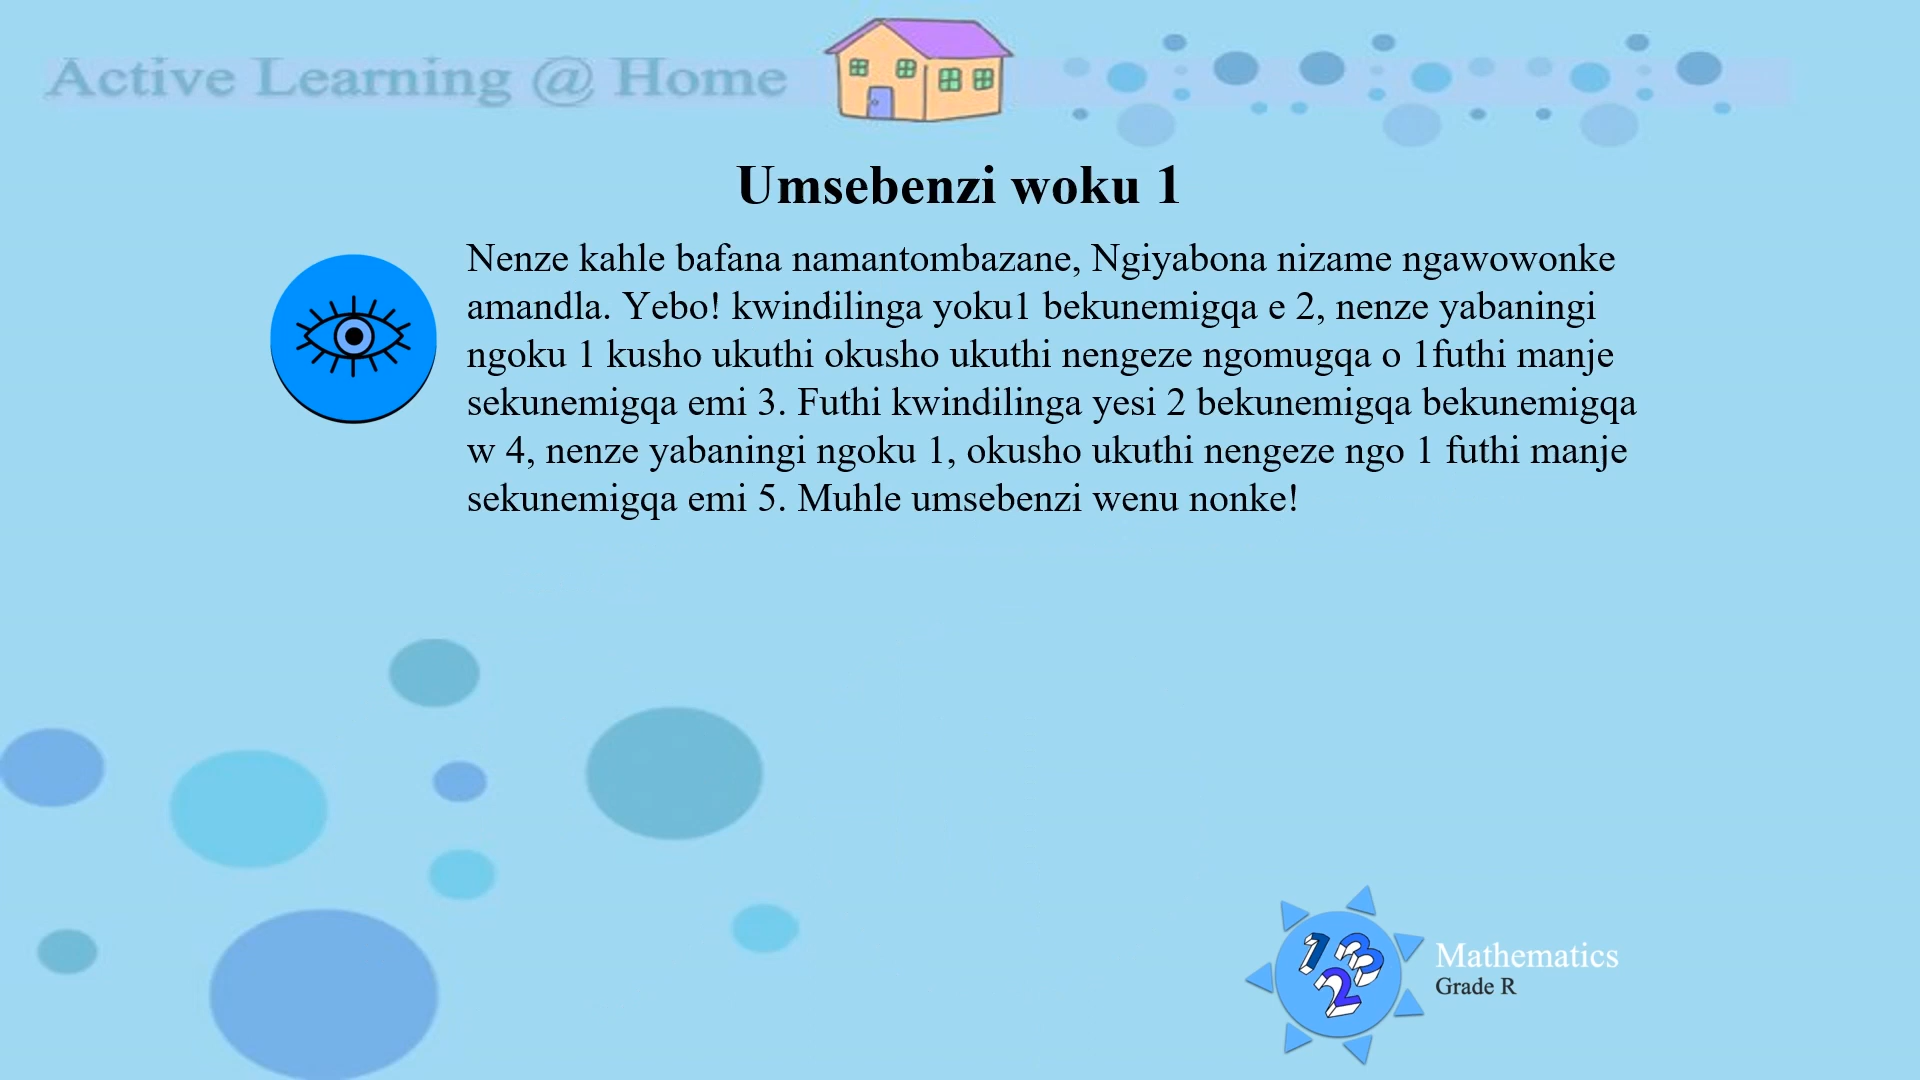 Active Learning @ Home
Umsebenzi woku 1
Nenze kahle bafana namantombazane, Ngiyabona nizame ngawowonke
amandla. Yebo! kwindilinga yoku1 bekunemigqa e 2, nenze yabaningi
ngoku 1 kusho ukuthi okusho ukuthi nengeze ngomugqa o 1futhi manje
sekunemigqa emi 3. Futhi kwindilinga yesi 2 bekunemigqa bekunemigqa
w 4, nenze yabaningi ngoku 1, okusho ukuthi nengeze ngo 1 futhi manje
sekunemigqa emi 5. Muhle umsebenzi wenu nonke!
1 2 3
Mathematics
Grade R